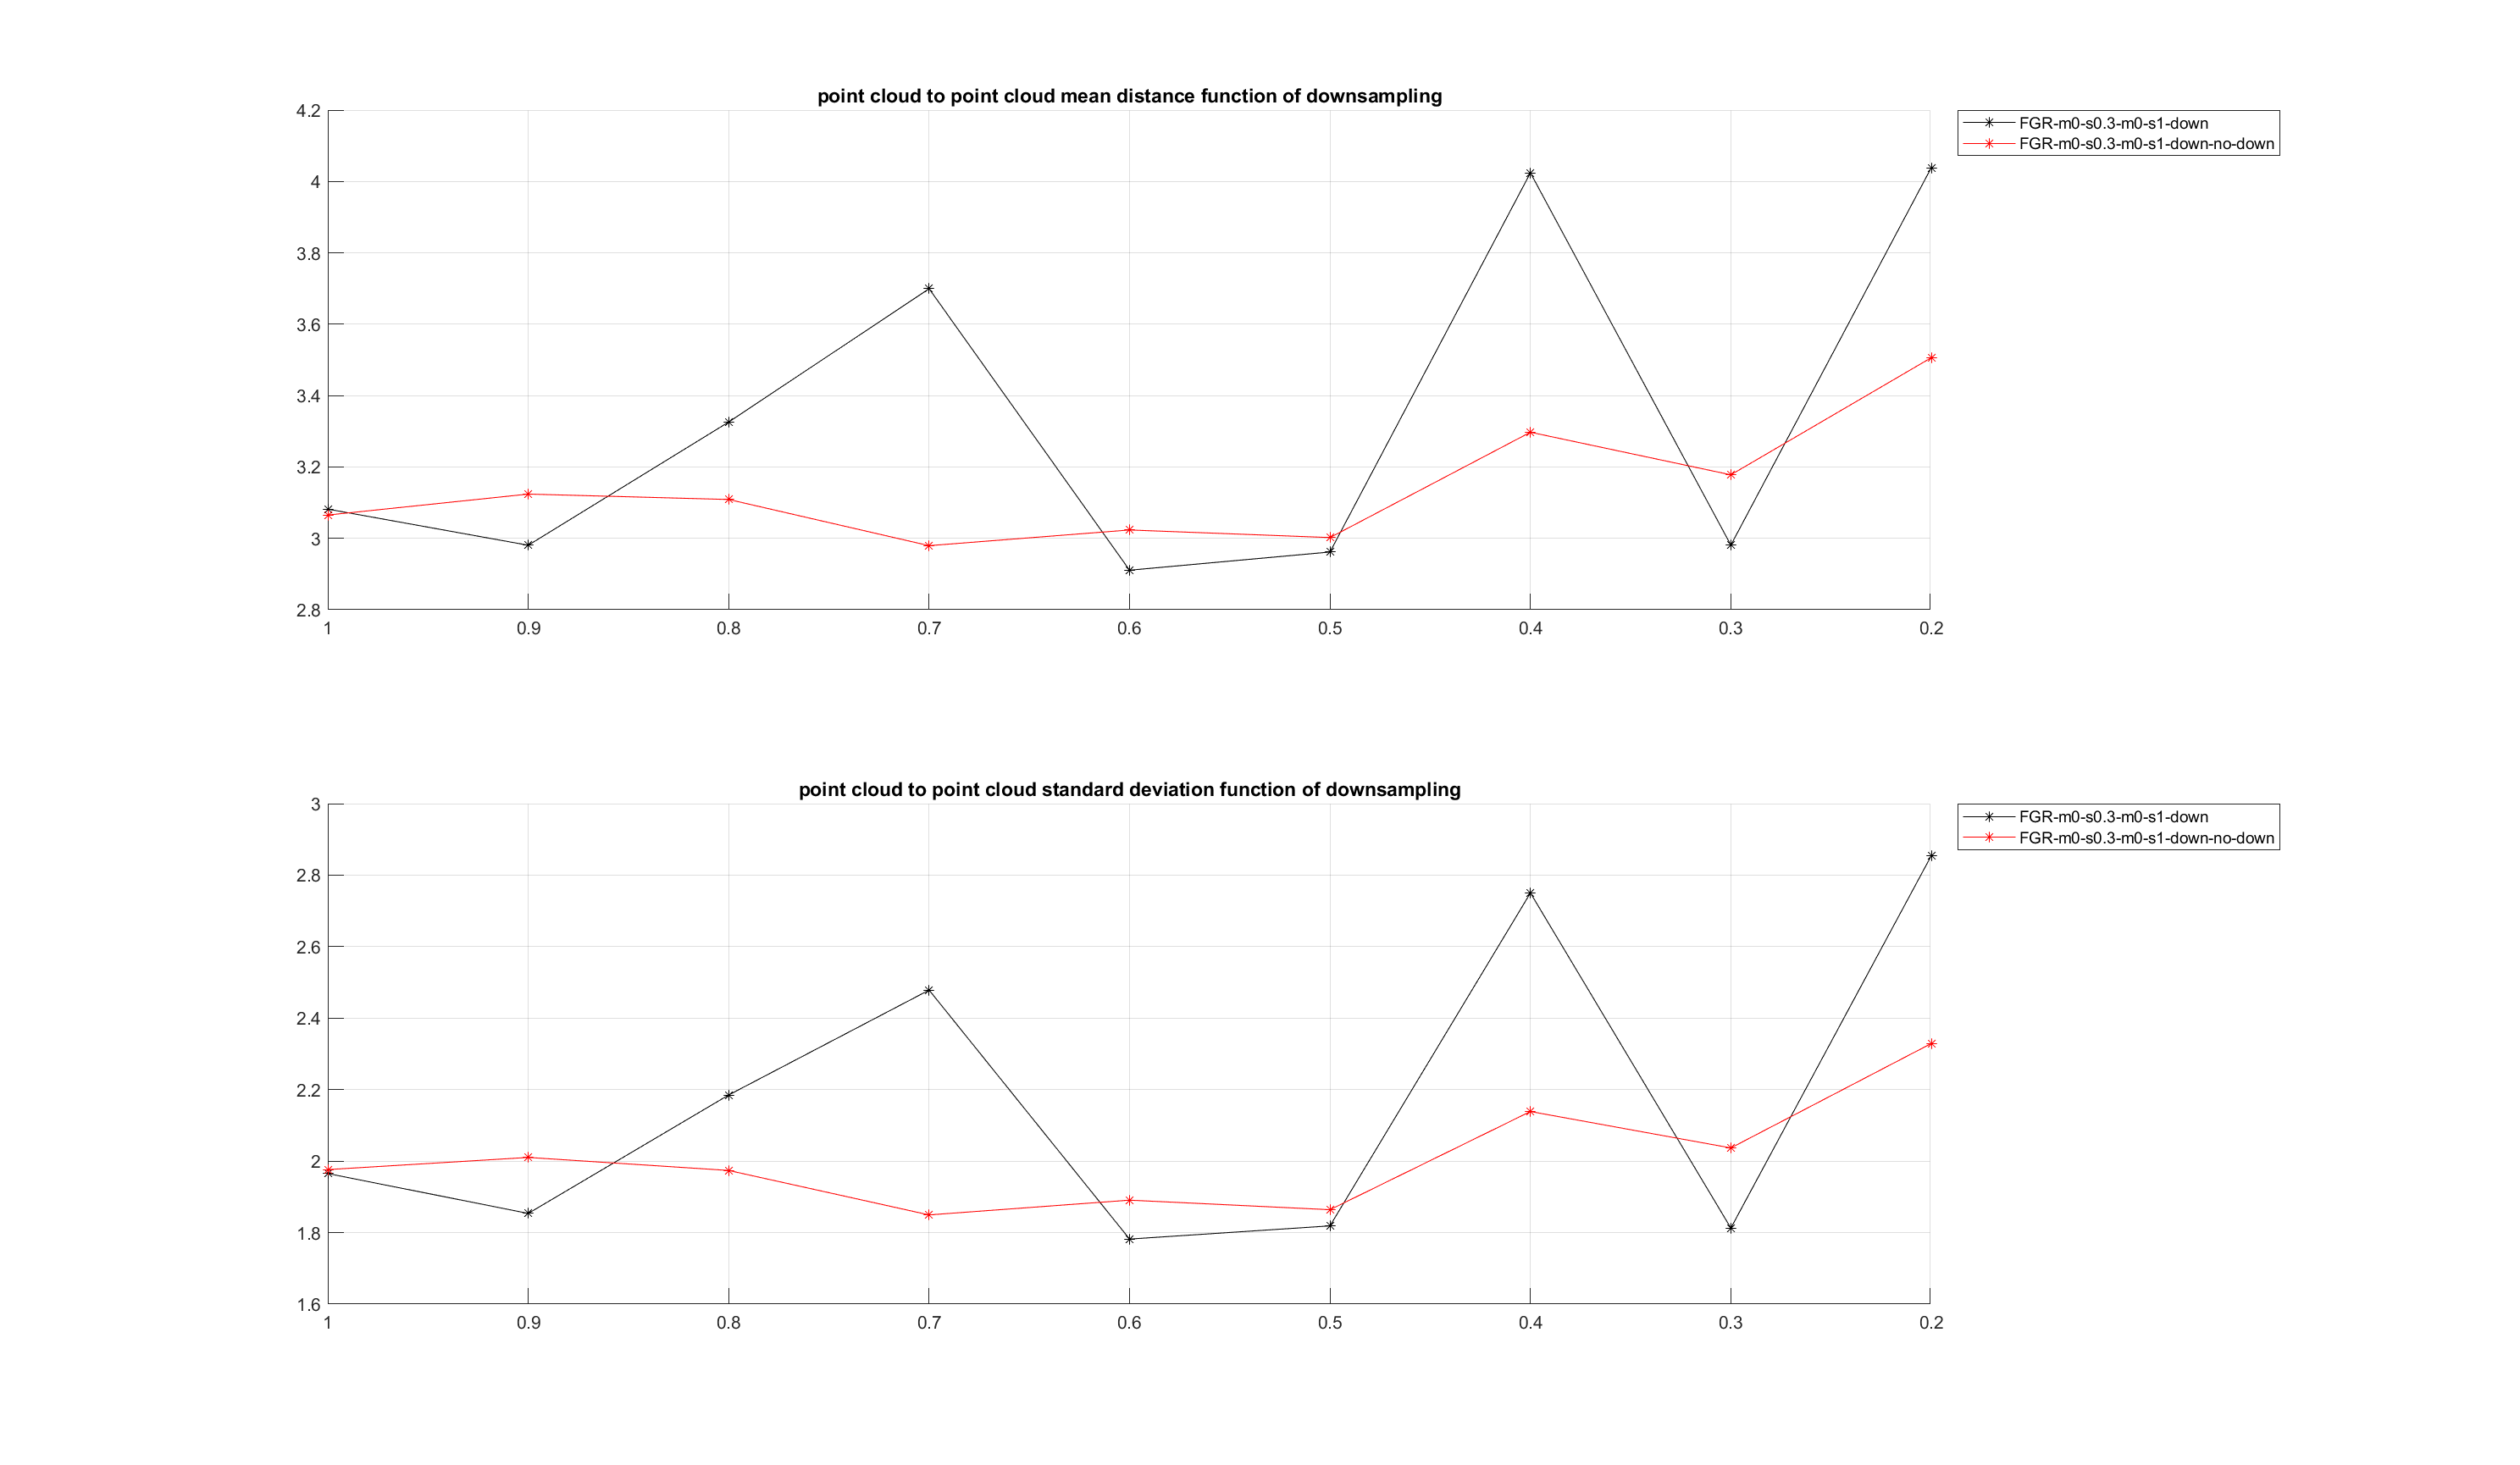 point cloud to point cloud mean distance function of downsampling
4.2
4
3.8
3.6
3.4
3.2
3
2.8
1 0.9 0.8 0.7 0.6 0.5 0.4 0.3 0.2
FGR-m0-s0.3-m0-s1-down
FGR-m0-s0.3-m0-s1-down-no-down
point cloud to point cloud standard deviation function of downsampling
3
2.8
2.6
2.4
2.2
2
1.8
1.6
1 0.9 0.8 0.7 0.6 0.5 0.4 0.3 0.2
FGR-m0-s0.3-m0-s1-down
FGR-m0-s0.3-m0-s1-down-no-down